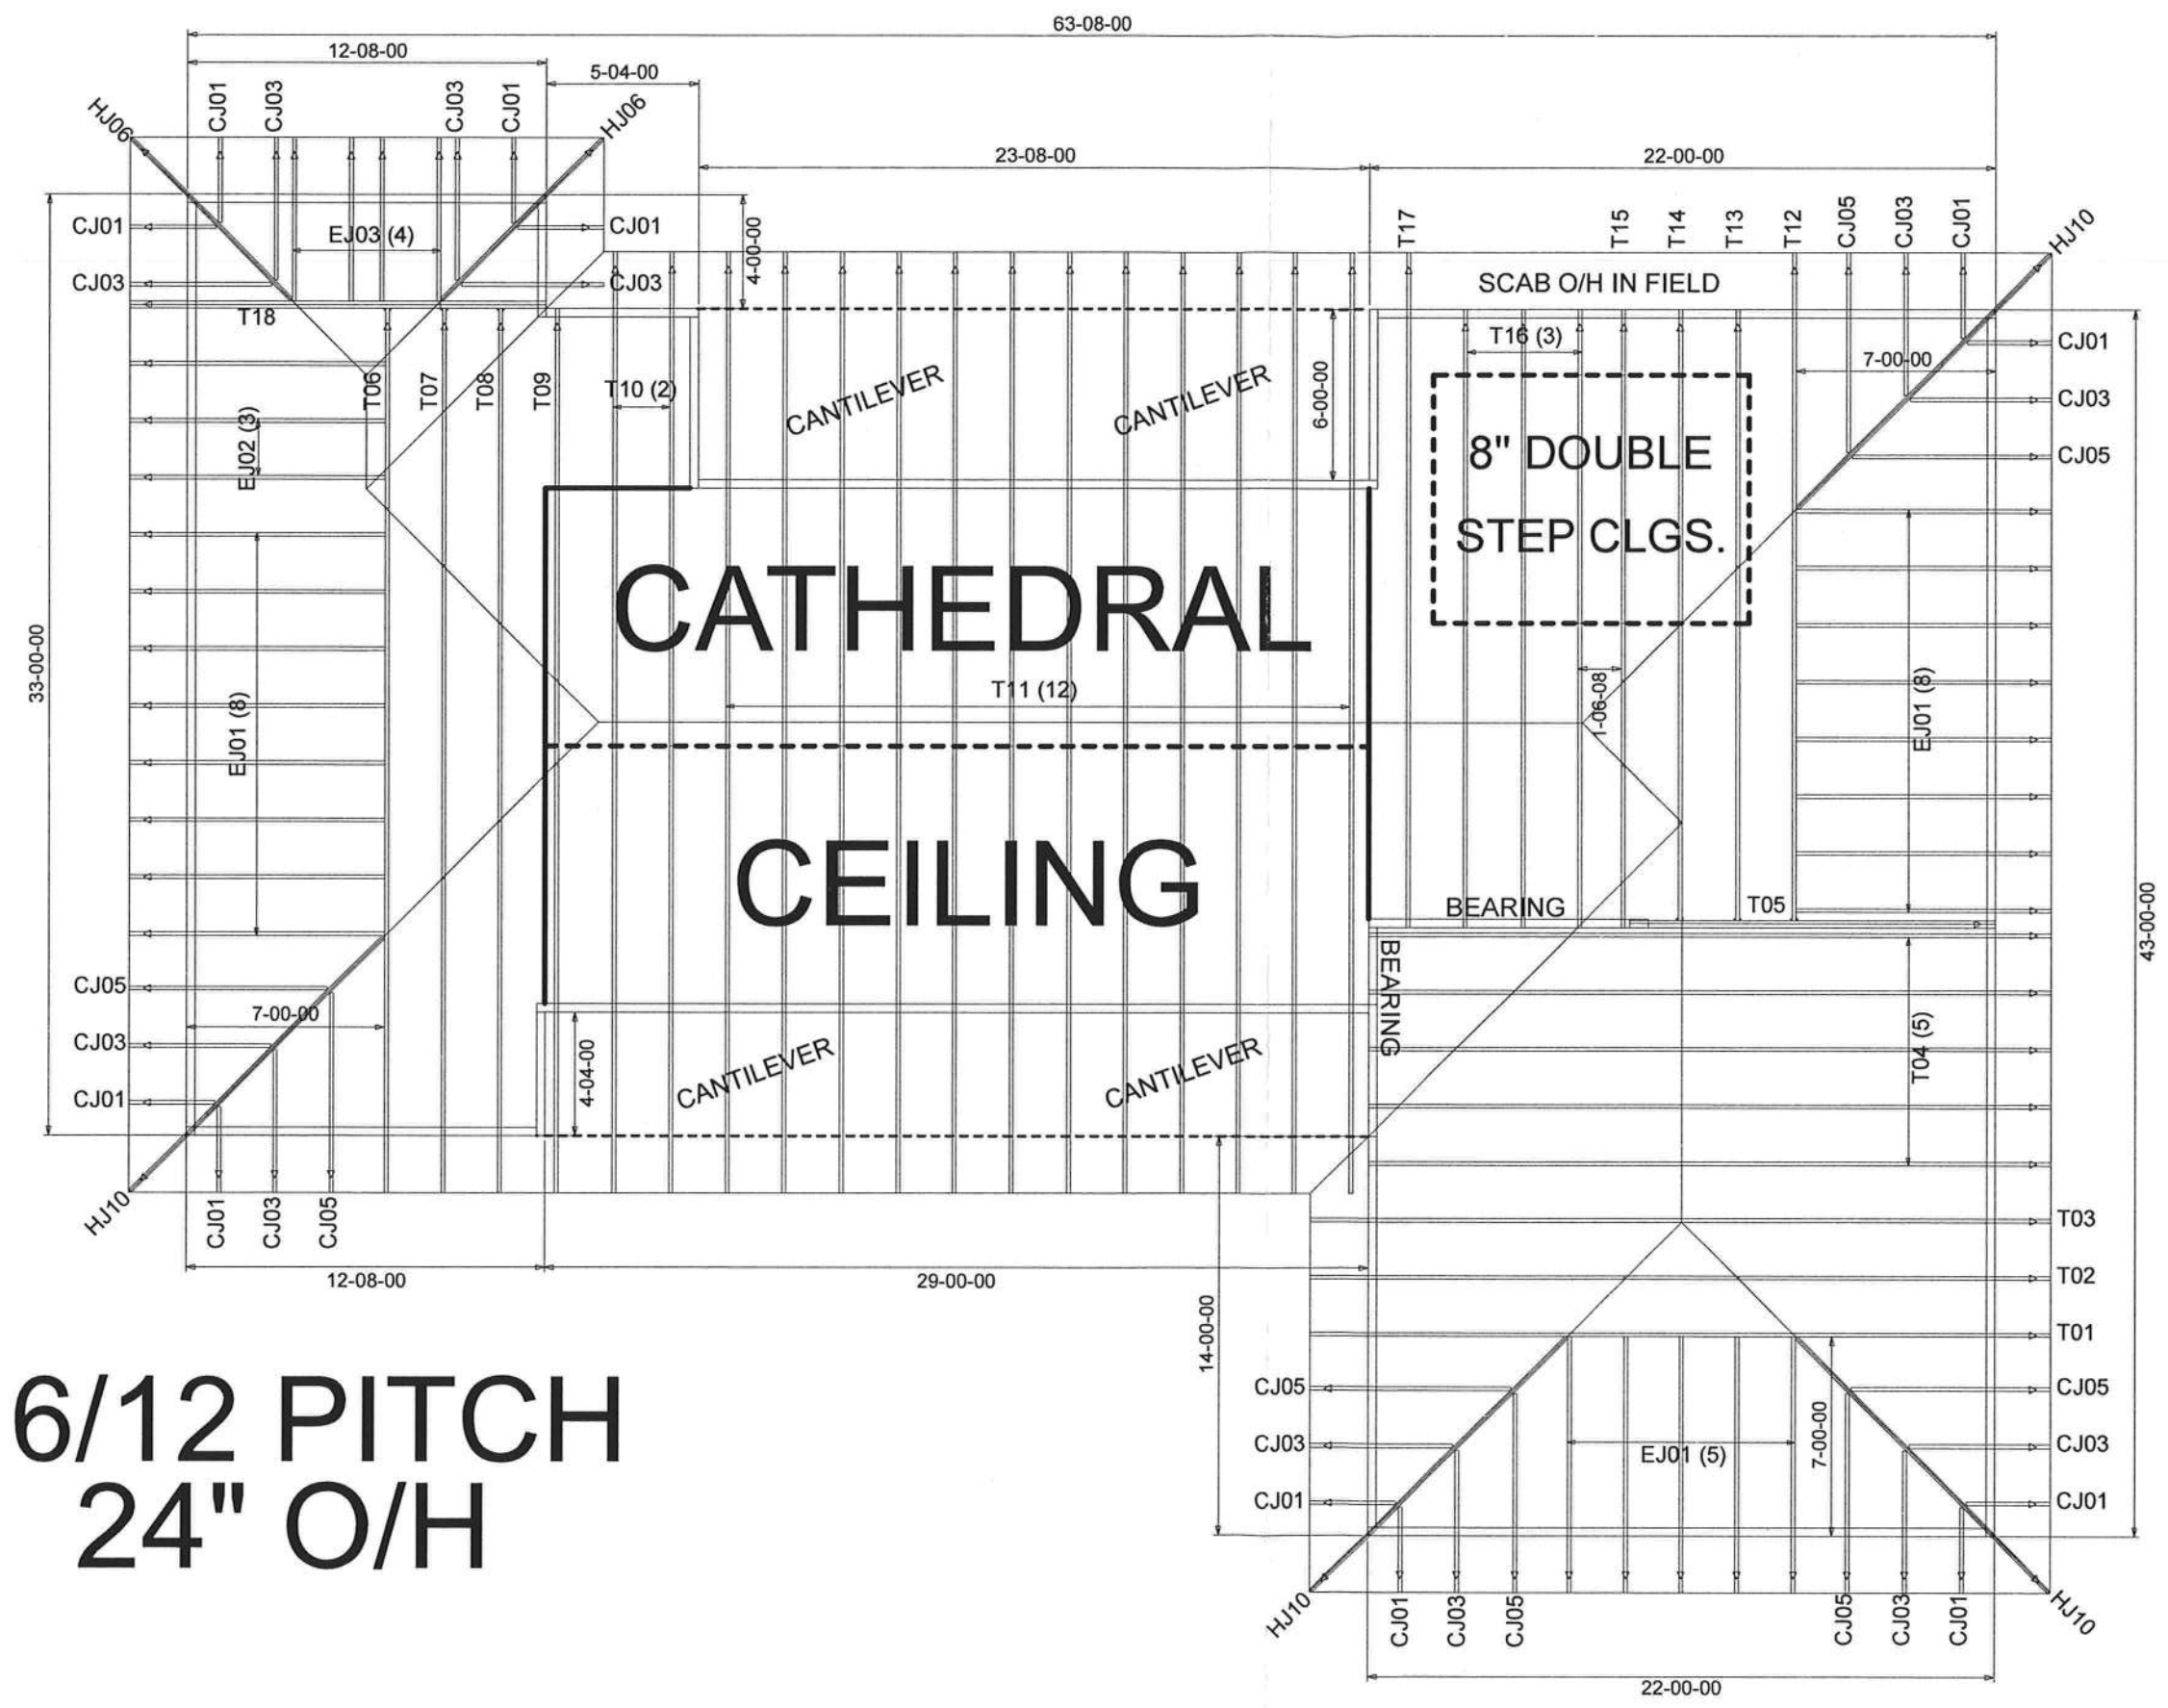 63-08-00
12-08-00
5-04-00
23-08-00
22-00-00
HJ06
CJ01
CJ03
CJ03
CJ01
HJ06
CJ01
EJ03 (4)
CJ01
CJ03
CJ03
T18
4-00-00
T17
T15
T14
T13
T12
CJ05
CJ03
CJ01
HJ10
SCAB O/H IN FIELD
T16 (3)
7-00-00
CJ01
CJ03
CJ05
T06
T07
T08
T09
T10 (2)
CANTILEVER
CANTILEVER
6-00-00
8" DOUBLE
STEP CLGS.
EJ02 (3)
33-00-00
EJ01 (8)
CATHEDRAL
T11 (12)
1-06-08
EJ01 (8)
CEILING
BEARING
T05
BEARING
43-00-00
CJ05
7-00-00
CJ03
CJ01
HJ10
CJ01
CJ03
CJ05
4-04-00
CANTILEVER
CANTILEVER
T04 (5)
T03
T02
T01
12-08-00
29-00-00
14-00-00
CJ05
CJ03
CJ01
HJ10
EJ01 (5)
7-00-00
CJ05
CJ03
CJ01
HJ10
CJ01
CJ03
CJ05
CJ05
CJ03
CJ01
22-00-00
6/12 PITCH
24" O/H